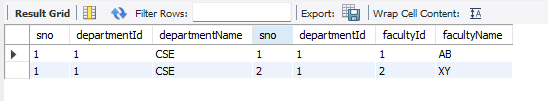 Result Grid Filter Rows: Export: Wrap Cell Content: IA
sno departmentId departmentName sno departmentId facultyId facultyName
1 1 CSE 1 1 1 AB
1 1 CSE 2 1 2 XY